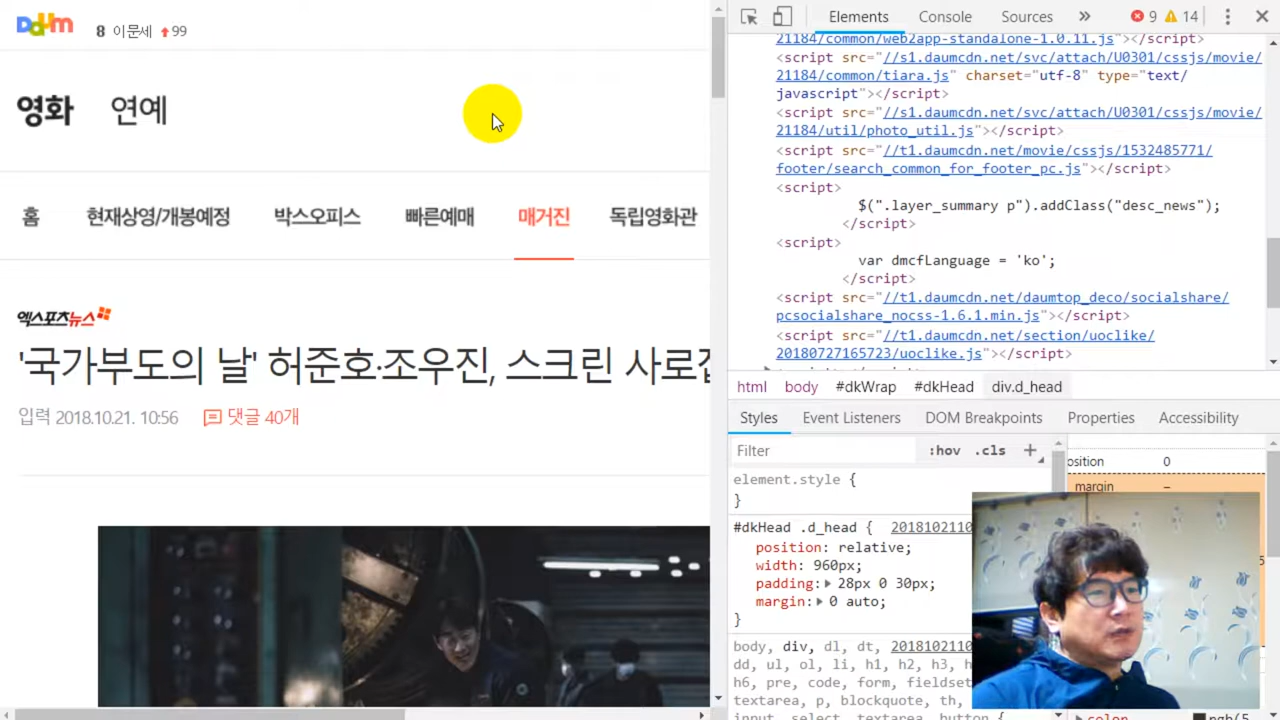 Daum
8 이문세 99
영화 연예
홈 현재상영/개봉예정 박스오피스 빠른예매 매거진 독립영화관
엑스포츠뉴스
'국가부도의 날' 허준호·조우진, 스크린 사로잡
입력 2018.10.21. 10:56 댓글 40개
Elements Console Sources » 9 14
21184/common/web2app-standalone-1.0.11.js"></script>
<script src="//s1.daumcdn.net/svc/attach/U0301/cssjs/movie/
21184/common/tiara.js" charset="utf-8" type="text/
javascript"></script>
<script src="//s1.daumcdn.net/svc/attach/U0301/cssjs/movie/
21184/util/photo_util.js"></script>
<script src="//t1.daumcdn.net/movie/cssjs/1532485771/
footer/search_common_for_footer_pc.js"></script>
<script>
$(".layer_summary p").addClass("desc_news");
</script>
<script>
var dmcfLanguage = 'ko';
</script>
<script src="//t1.daumcdn.net/daumtop_deco/socialshare/
pcsocialshare_nocss-1.6.1.min.js"></script>
<script src="//t1.daumcdn.net/section/uoclike/
20180727165723/uoclike.js"></script>
html body #dkWrap #dkHead div.d_head
Styles Event Listeners DOM Breakpoints Properties Accessibility
Filter :hov .cls +
element.style {
}
#dkHead .d_head { 2018102110
position: relative;
width: 960px;
padding: 28px 0 30px;
margin: 0 auto;
}
body, div, dl, dt, 2018102110
dd, ul, ol, li, h1, h2, h3, h
h6, pre, code, form, fieldset
textarea, p, blockquote, th,
input, select, textarea, button {
osition 0
margin –
color